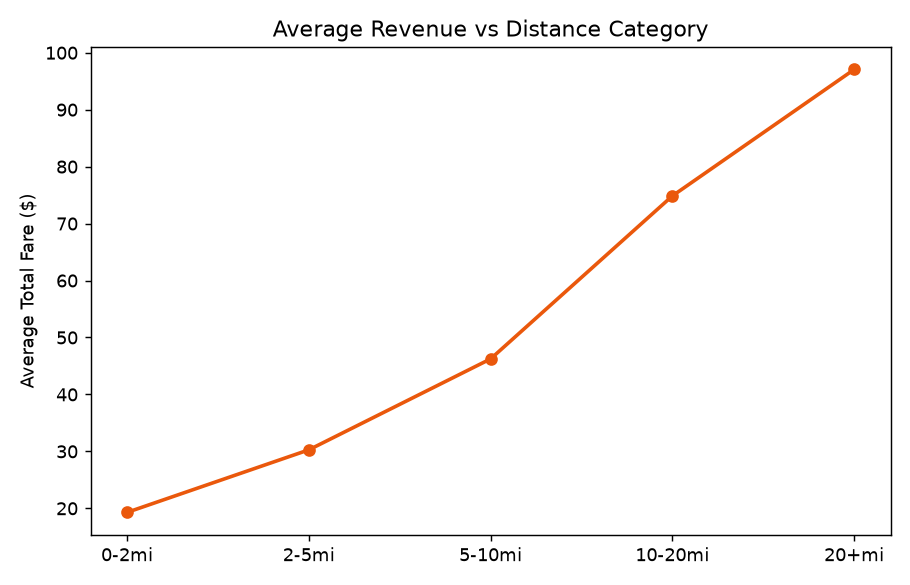 Average Revenue vs Distance Category
Average Total Fare ($)
100
90
80
70
60
50
40
30
20
0-2mi
2-5mi
5-10mi
10-20mi
20+mi